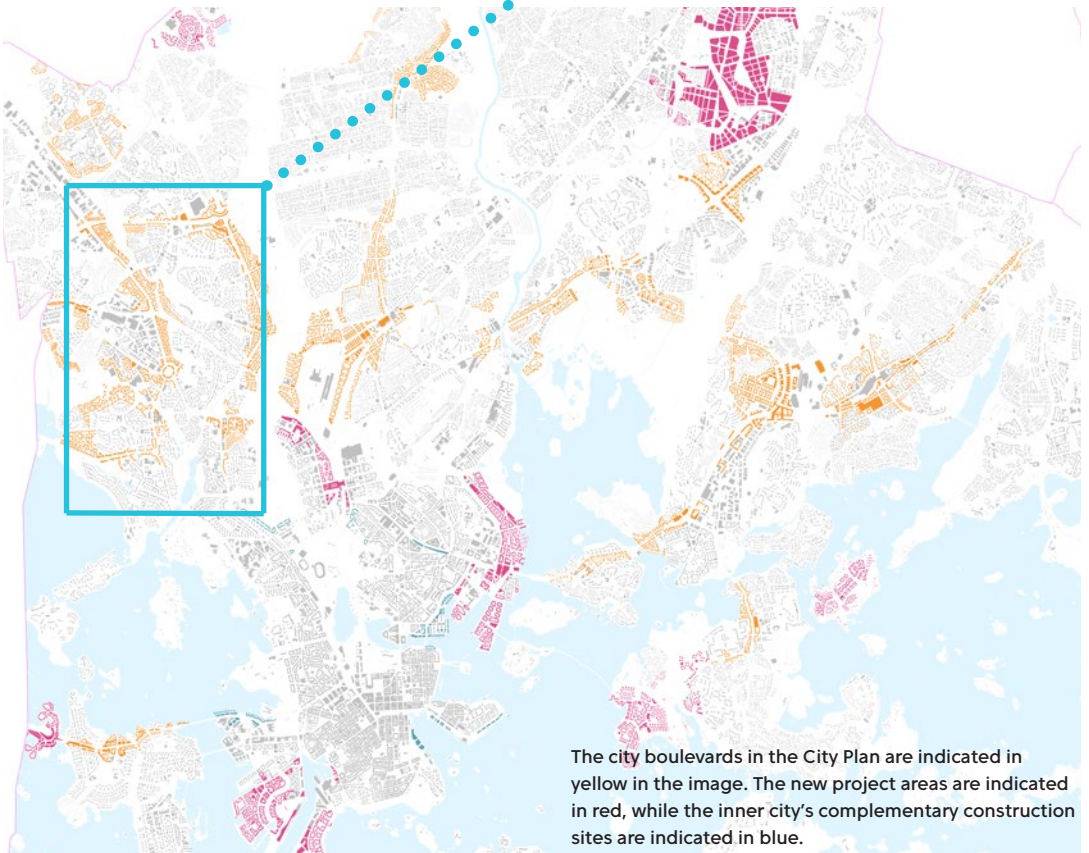 The city boulevards in the City Plan are indicated in
yellow in the image. The new project areas are indicated
in red, while the inner city’s complementary construction
sites are indicated in blue.